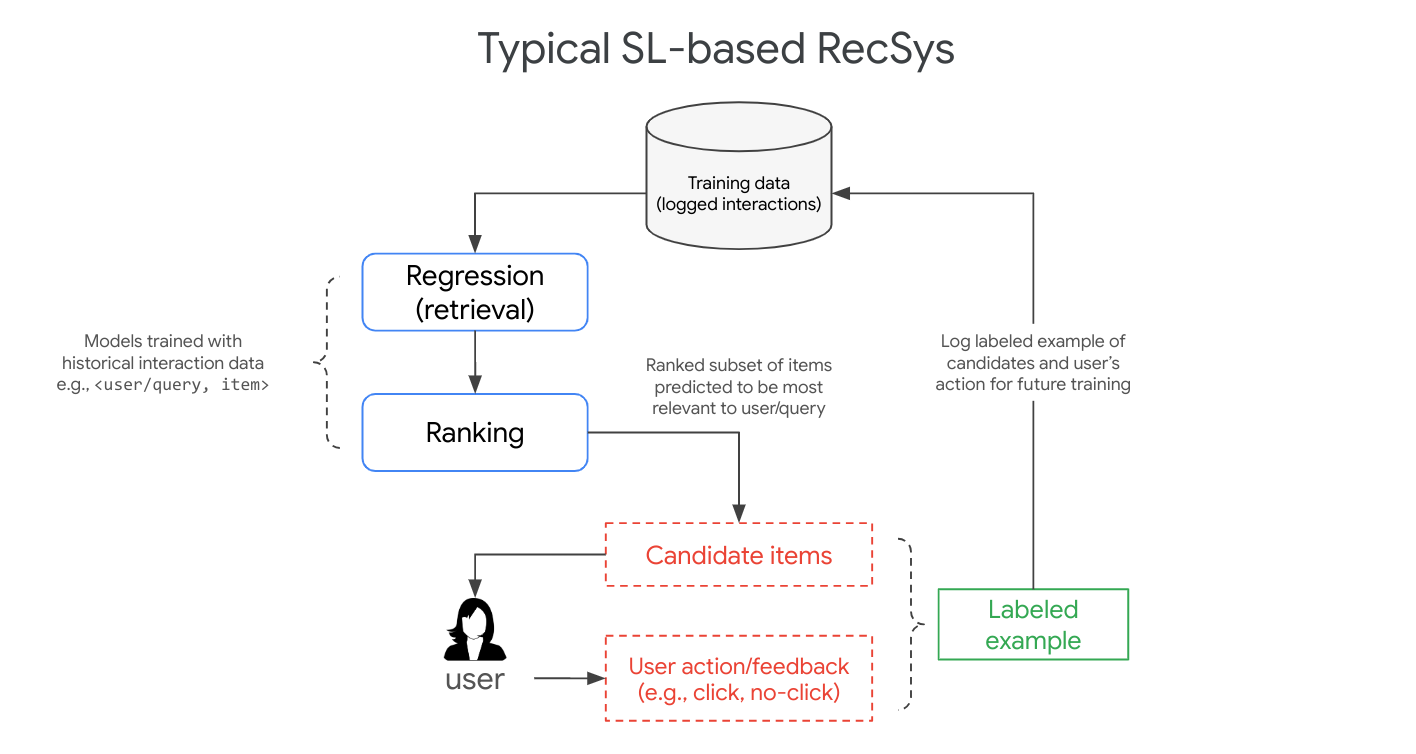 Typical SL-based RecSys
Training data
(logged interactions)
Regression
(retrieval)
Models trained with
historical interaction data
e.g., <user/query, item>
Ranking
Ranked subset of items
predicted to be most
relevant to user/query
Log labeled example of
candidates and user's
action for future training
Candidate items
user
User action/feedback
(e.g., click, no-click)
Labeled
example